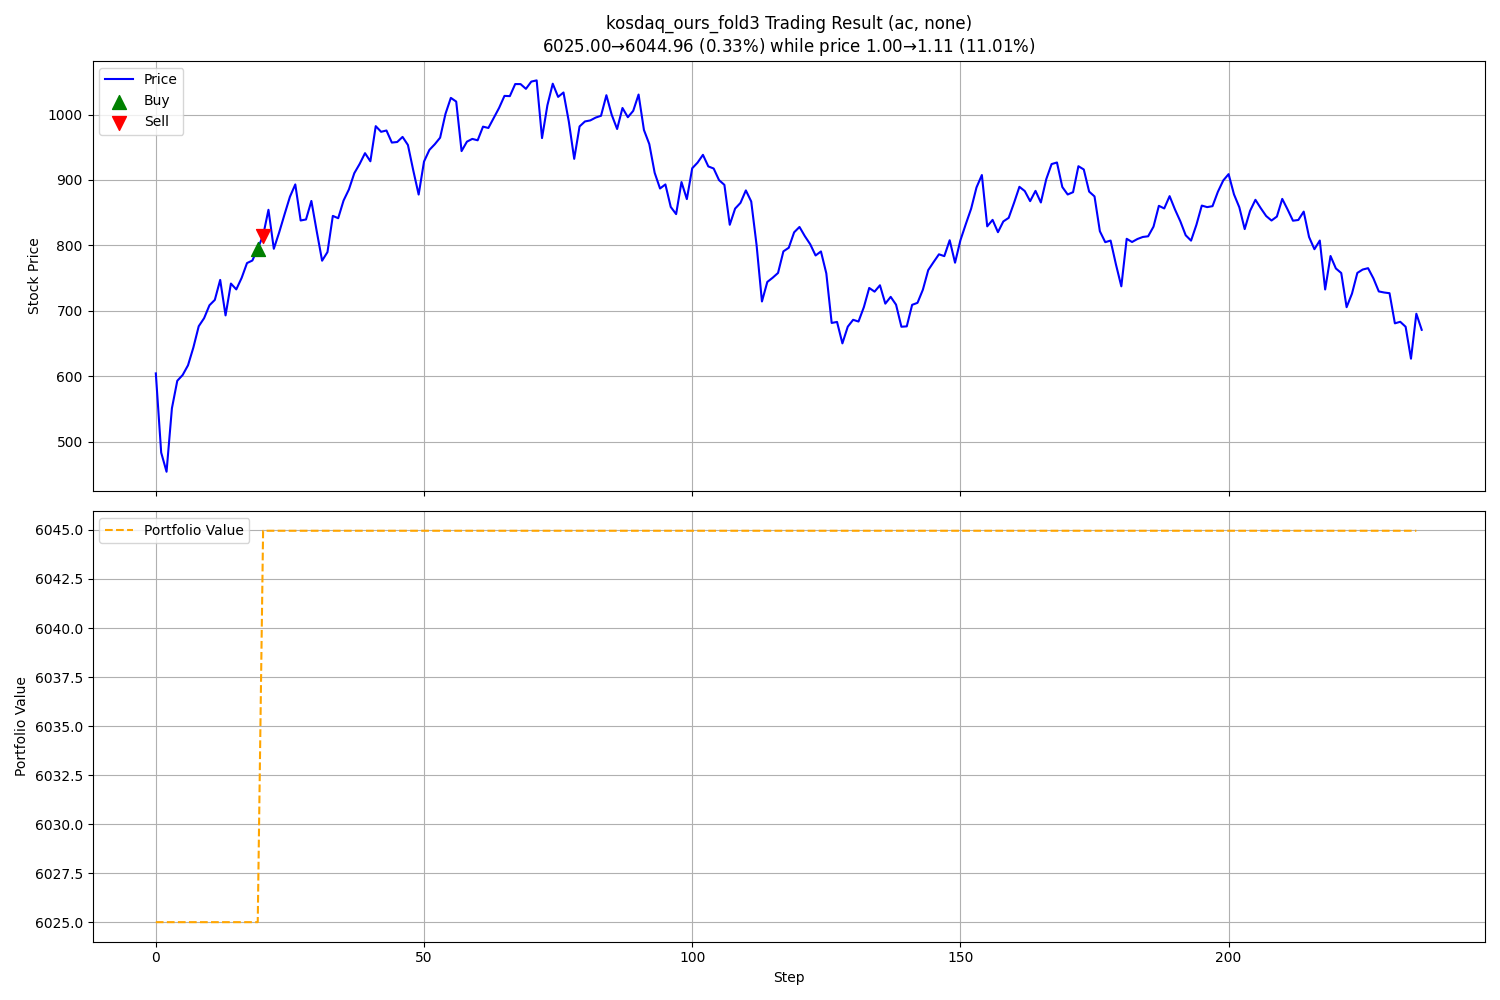 kosdaq_ours_fold3 Trading Result (ac, none)
6025.00→6044.96 (0.33%) while price 1.00→1.11 (11.01%)
Price
Buy
Sell
Stock Price
1000
900
800
700
600
500
Portfolio Value
Portfolio Value
6045.0
6042.5
6040.0
6037.5
6035.0
6032.5
6030.0
6027.5
6025.0
0
50
100
150
200
Step